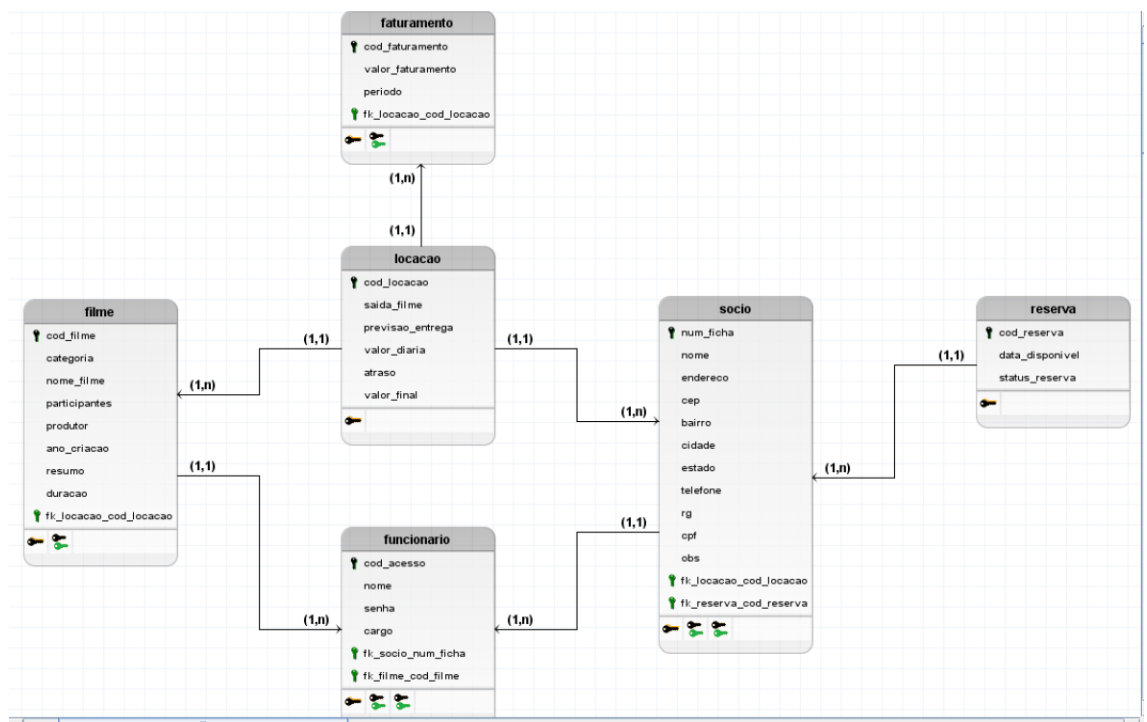 faturamento
cod_faturamento
valor_faturamento
periodo
fk_locacao_cod_locacao
(1,n)
(1,1)
locacao
cod_locacao
saida_filme
previsao_entrega
valor_diaria
atraso
valor_final
(1,1)
(1,1)
filme
cod_filme
categoria
nome_filme
participantes
produtor
ano_criacao
resumo
duracao
fk_locacao_cod_locacao
(1,n)
(1,1)
socio
num_ficha
nome
endereco
cep
bairro
cidade
estado
telefone
rg
cpf
obs
fk_locacao_cod_locacao
fk_reserva_cod_reserva
(1,n)
(1,n)
(1,1)
reserva
cod_reserva
data_disponivel
status_reserva
(1,1)
funcionario
cod_acesso
nome
senha
cargo
fk_socio_num_ficha
fk_filme_cod_filme
(1,n)
(1,n)